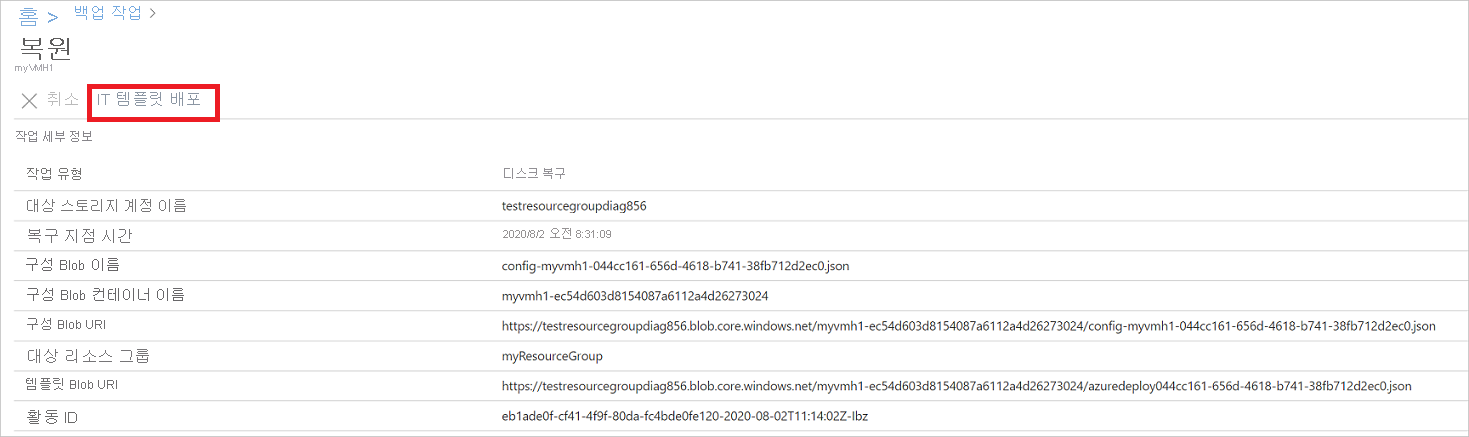 홈 > 백업 작업 >
복원
myVMH1
취소 IT 템플릿 배포
작업 세부 정보
작업 유형 디스크 복구
대상 스토리지 계정 이름 testresourcegroupdiag856
복구 지점 시간 2020/8/2 오전 8:31:09
구성 Blob 이름 config-myvmh1-044cc161-656d-4618-b741-38fb712d2ec0.json
구성 Blob 컨테이너 이름 myvmh1-ec54d603d8154087a6112a4d26273024
구성 Blob URI https://testresourcegroupdiag856.blob.core.windows.net/myvmh1-ec54d603d8154087a6112a4d26273024/config-myvmh1-044cc161-656d-4618-b741-38fb712d2ec0.json
대상 리소스 그룹 myResourceGroup
템플릿 Blob URI https://testresourcegroupdiag856.blob.core.windows.net/myvmh1-ec54d603d8154087a6112a4d26273024/azuredeploy044cc161-656d-4618-b741-38fb712d2ec0.json
활동 ID eb1ade0f-cf41-4f9f-80da-fc4bde0fe120-2020-08-02T11:14:02Z-Ibz